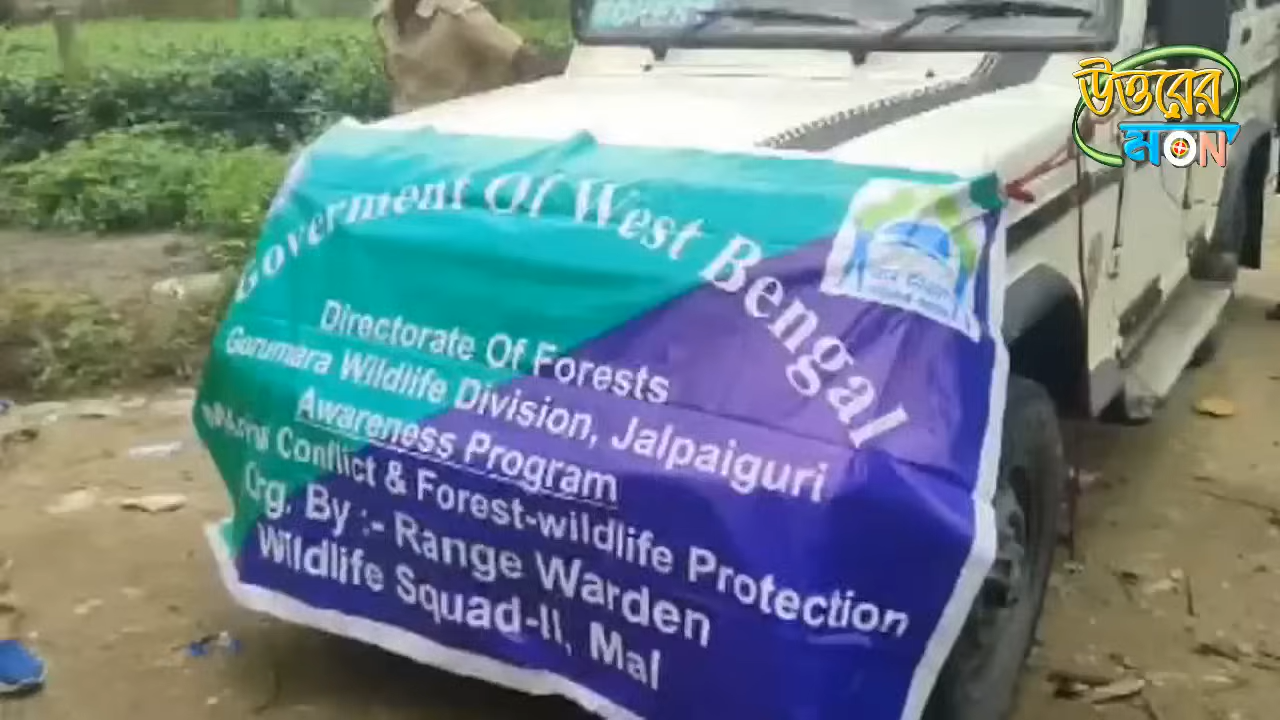 উত্তরের
মON
Goverment Of West Bengal
Directorate Of Forests
Gorumara Wildlife Division, Jalpaiguri
Awareness Program
Conflict & Forest-wildlife Protection
Org. By :- Range Warden
Wildlife Squad-II, Mal